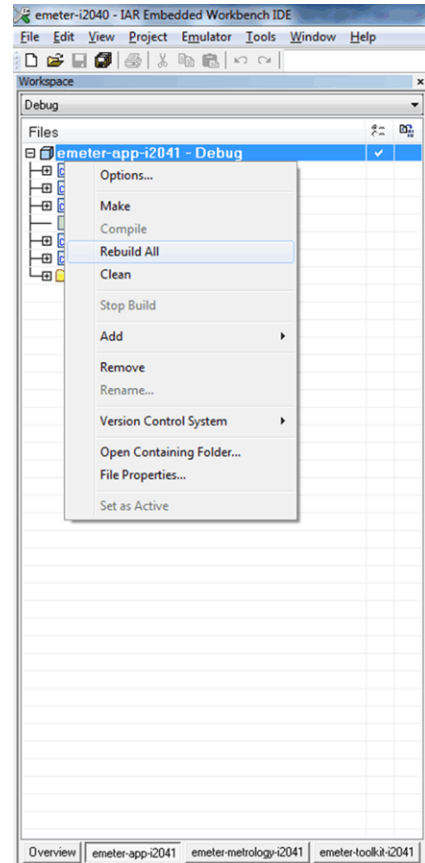 emeter-i2040 - IAR Embedded Workbench IDE
File Edit View Project Emulator Tools Window Help
Workspace
Debug
Files
emeter-app-i2041 - Debug
Options...
Make
Compile
Rebuild All
Clean
Stop Build
Add
Remove
Rename...
Version Control System
Open Containing Folder...
File Properties...
Set as Active
Overview emeter-app-i2041 emeter-metrology-i2041 emeter-toolkit-i2041